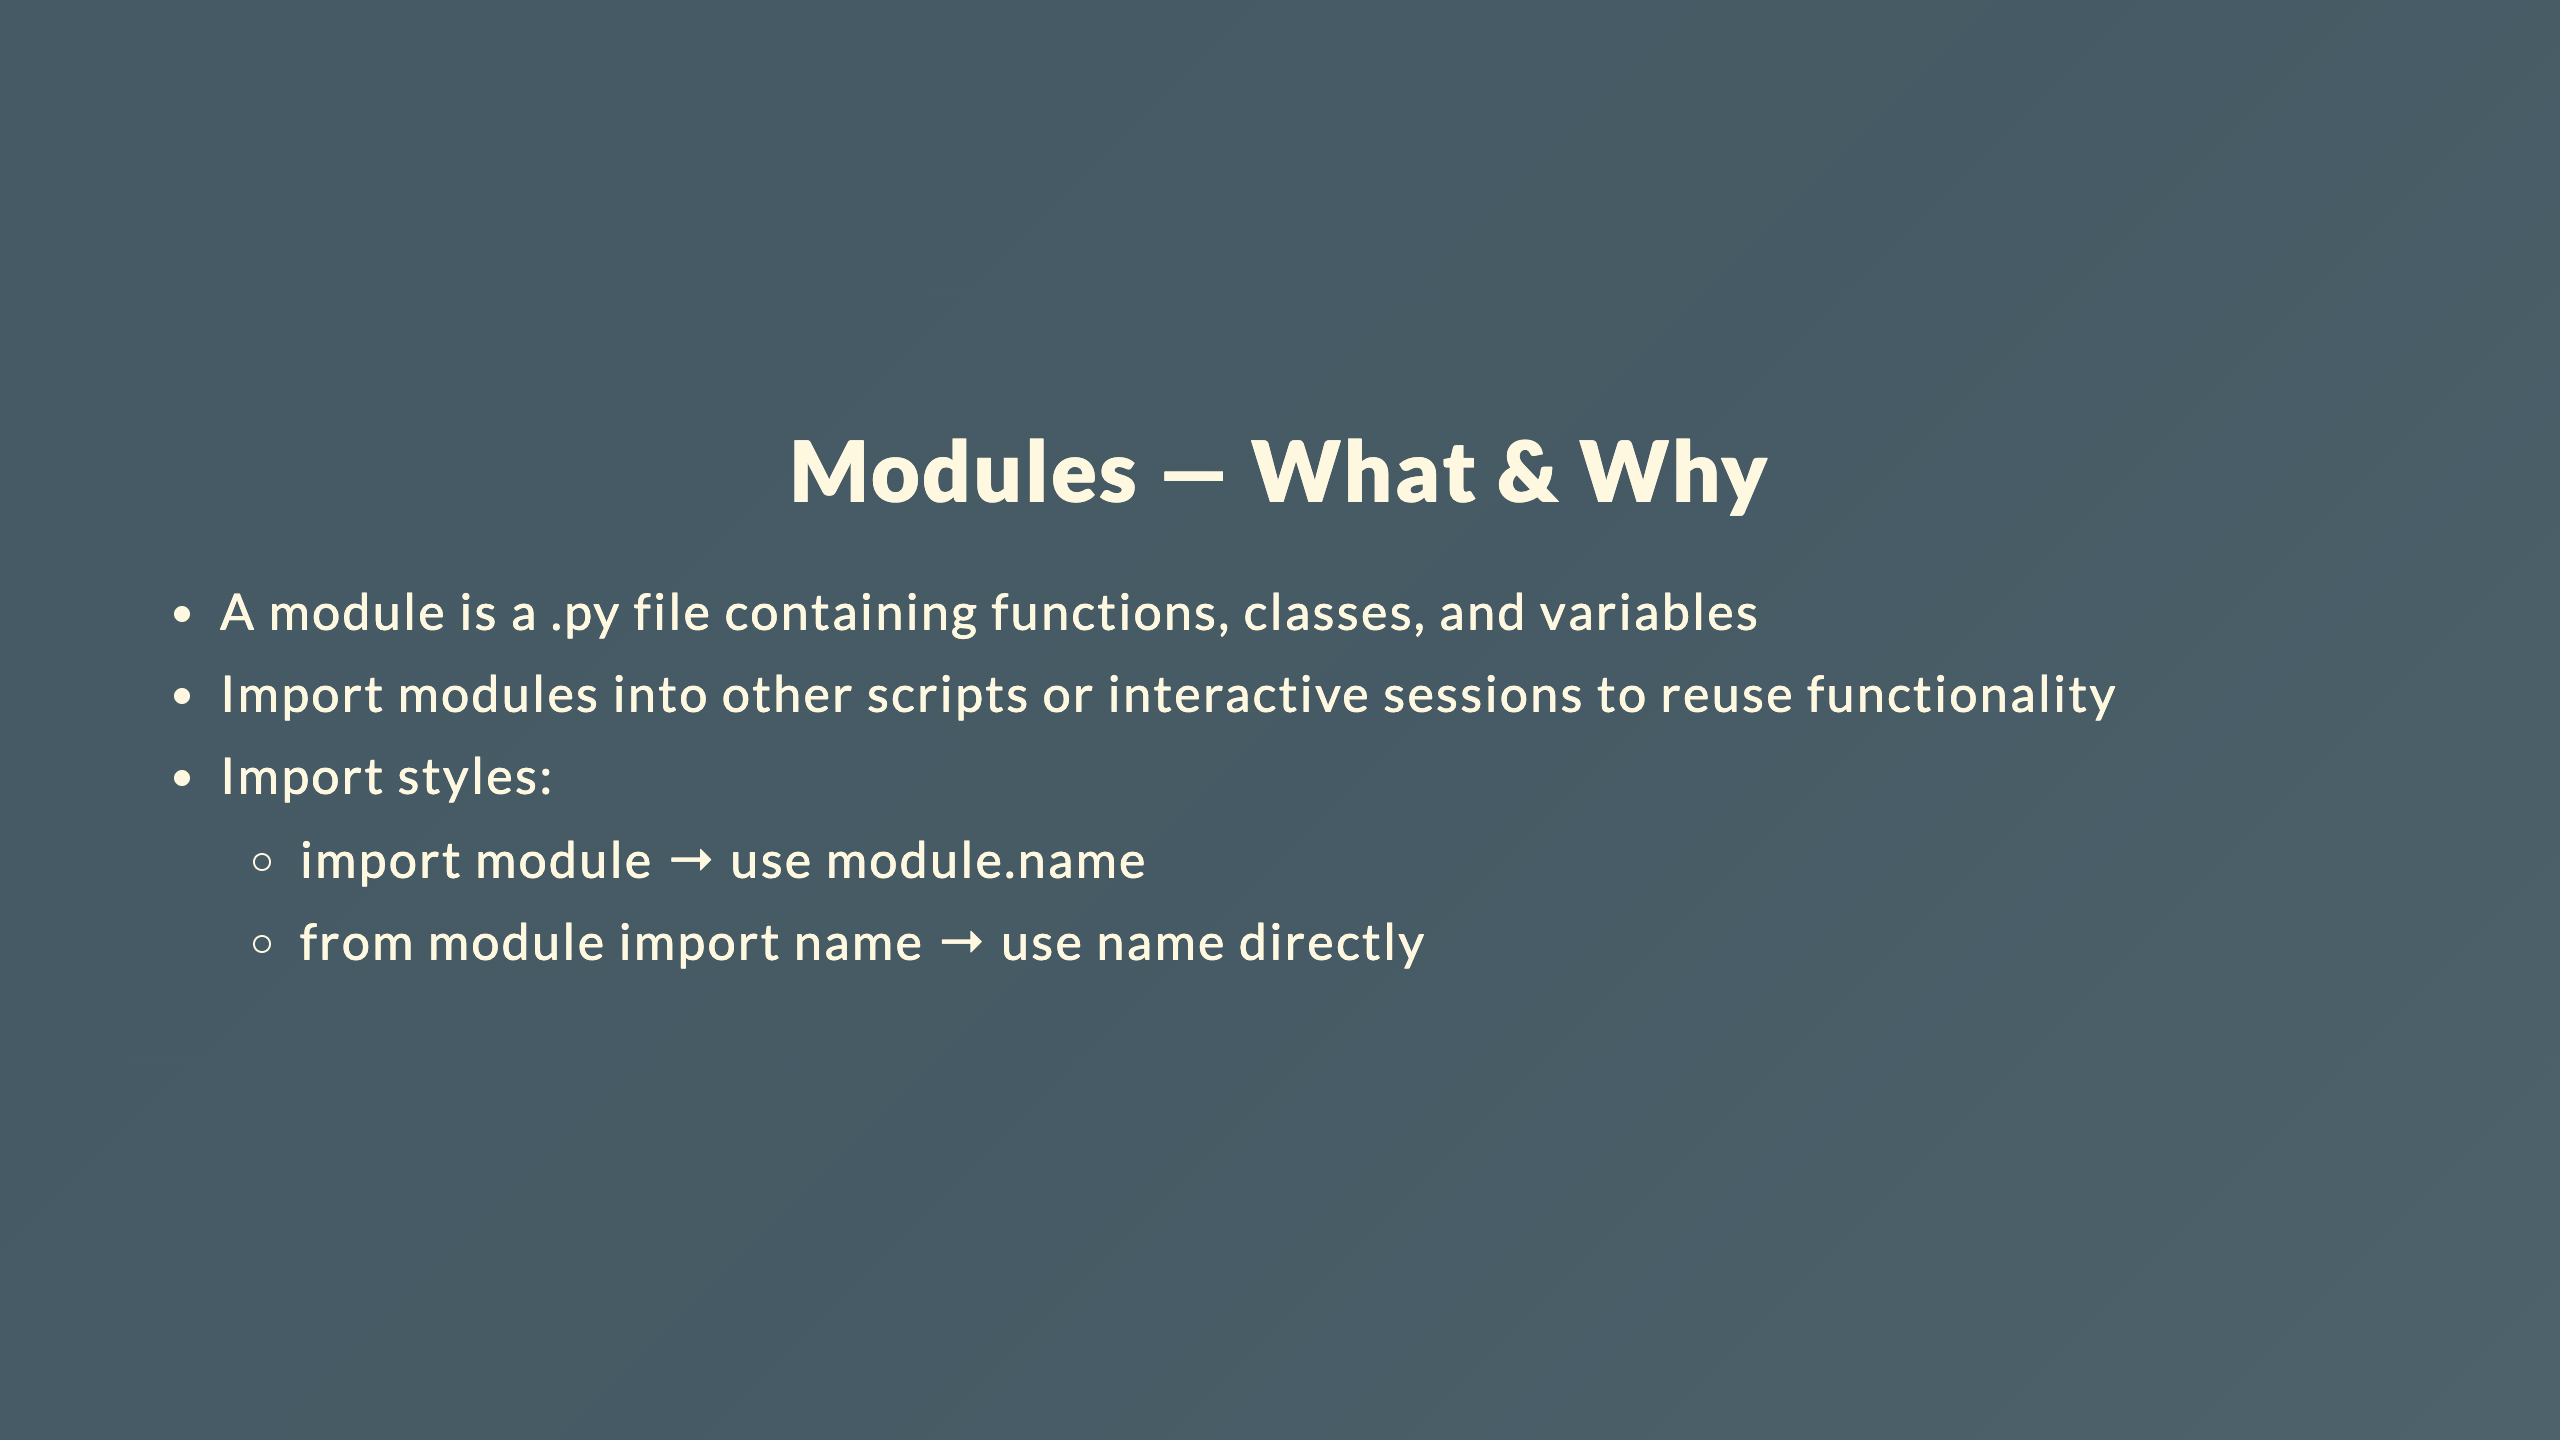 Modules — What & Why
• A module is a .py file containing functions, classes, and variables
• Import modules into other scripts or interactive sessions to reuse functionality
• Import styles:
◦ import module → use module.name
◦ from module import name → use name directly